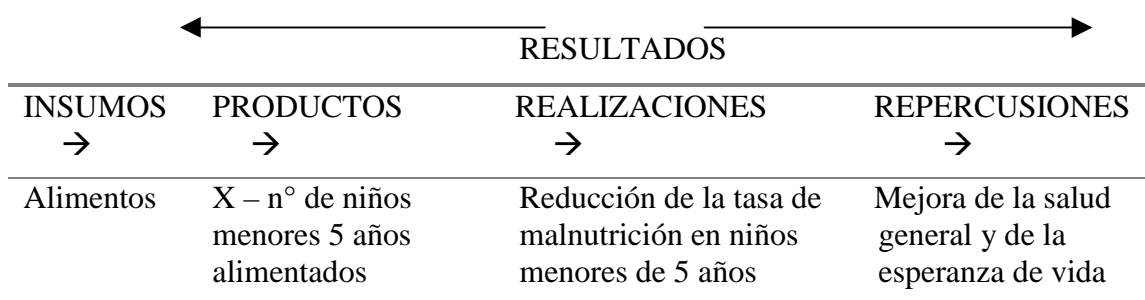 RESULTADOS
INSUMOS PRODUCTOS REALIZACIONES REPERCUSIONES
→ → → →
Alimentos X – n° de niños Reducción de la tasa de Mejora de la salud
menores 5 años malnutrición en niños general y de la
alimentados menores de 5 años esperanza de vida